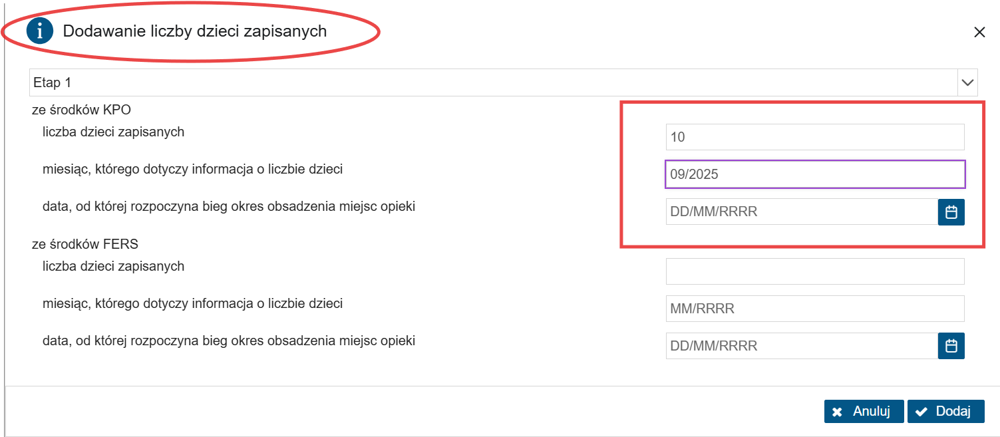 Dodawanie liczby dzieci zapisanych
Etap 1
ze środków KPO
liczba dzieci zapisanych
10
miesiąc, którego dotyczy informacja o liczbie dzieci
09/2025
data, od której rozpoczyna bieg okres obsadzenia miejsc opieki
DD/MM/RRRR
ze środków FERS
liczba dzieci zapisanych
miesiąc, którego dotyczy informacja o liczbie dzieci
MM/RRRR
data, od której rozpoczyna bieg okres obsadzenia miejsc opieki
DD/MM/RRRR
Anuluj
Dodaj